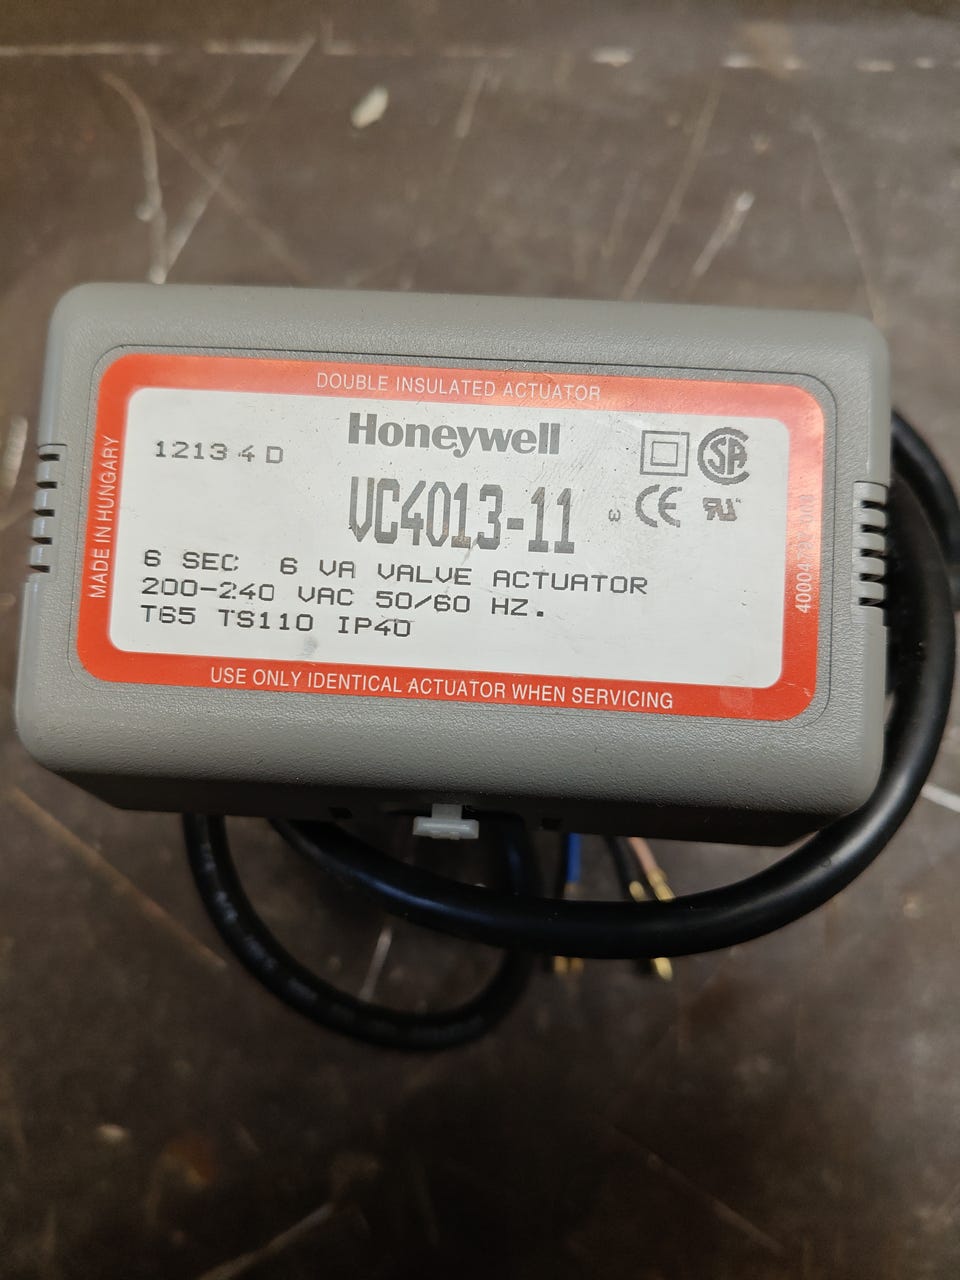 DOUBLE INSULATED ACTUATOR
Honeywell
1213 4 D
VC4013-11
6 SEC 6 VA VALVE ACTUATOR
200-240 VAC 50/60 HZ.
T65 TS110 IP40
USE ONLY IDENTICAL ACTUATOR WHEN SERVICING
MADE IN HUNGARY
SA
CE